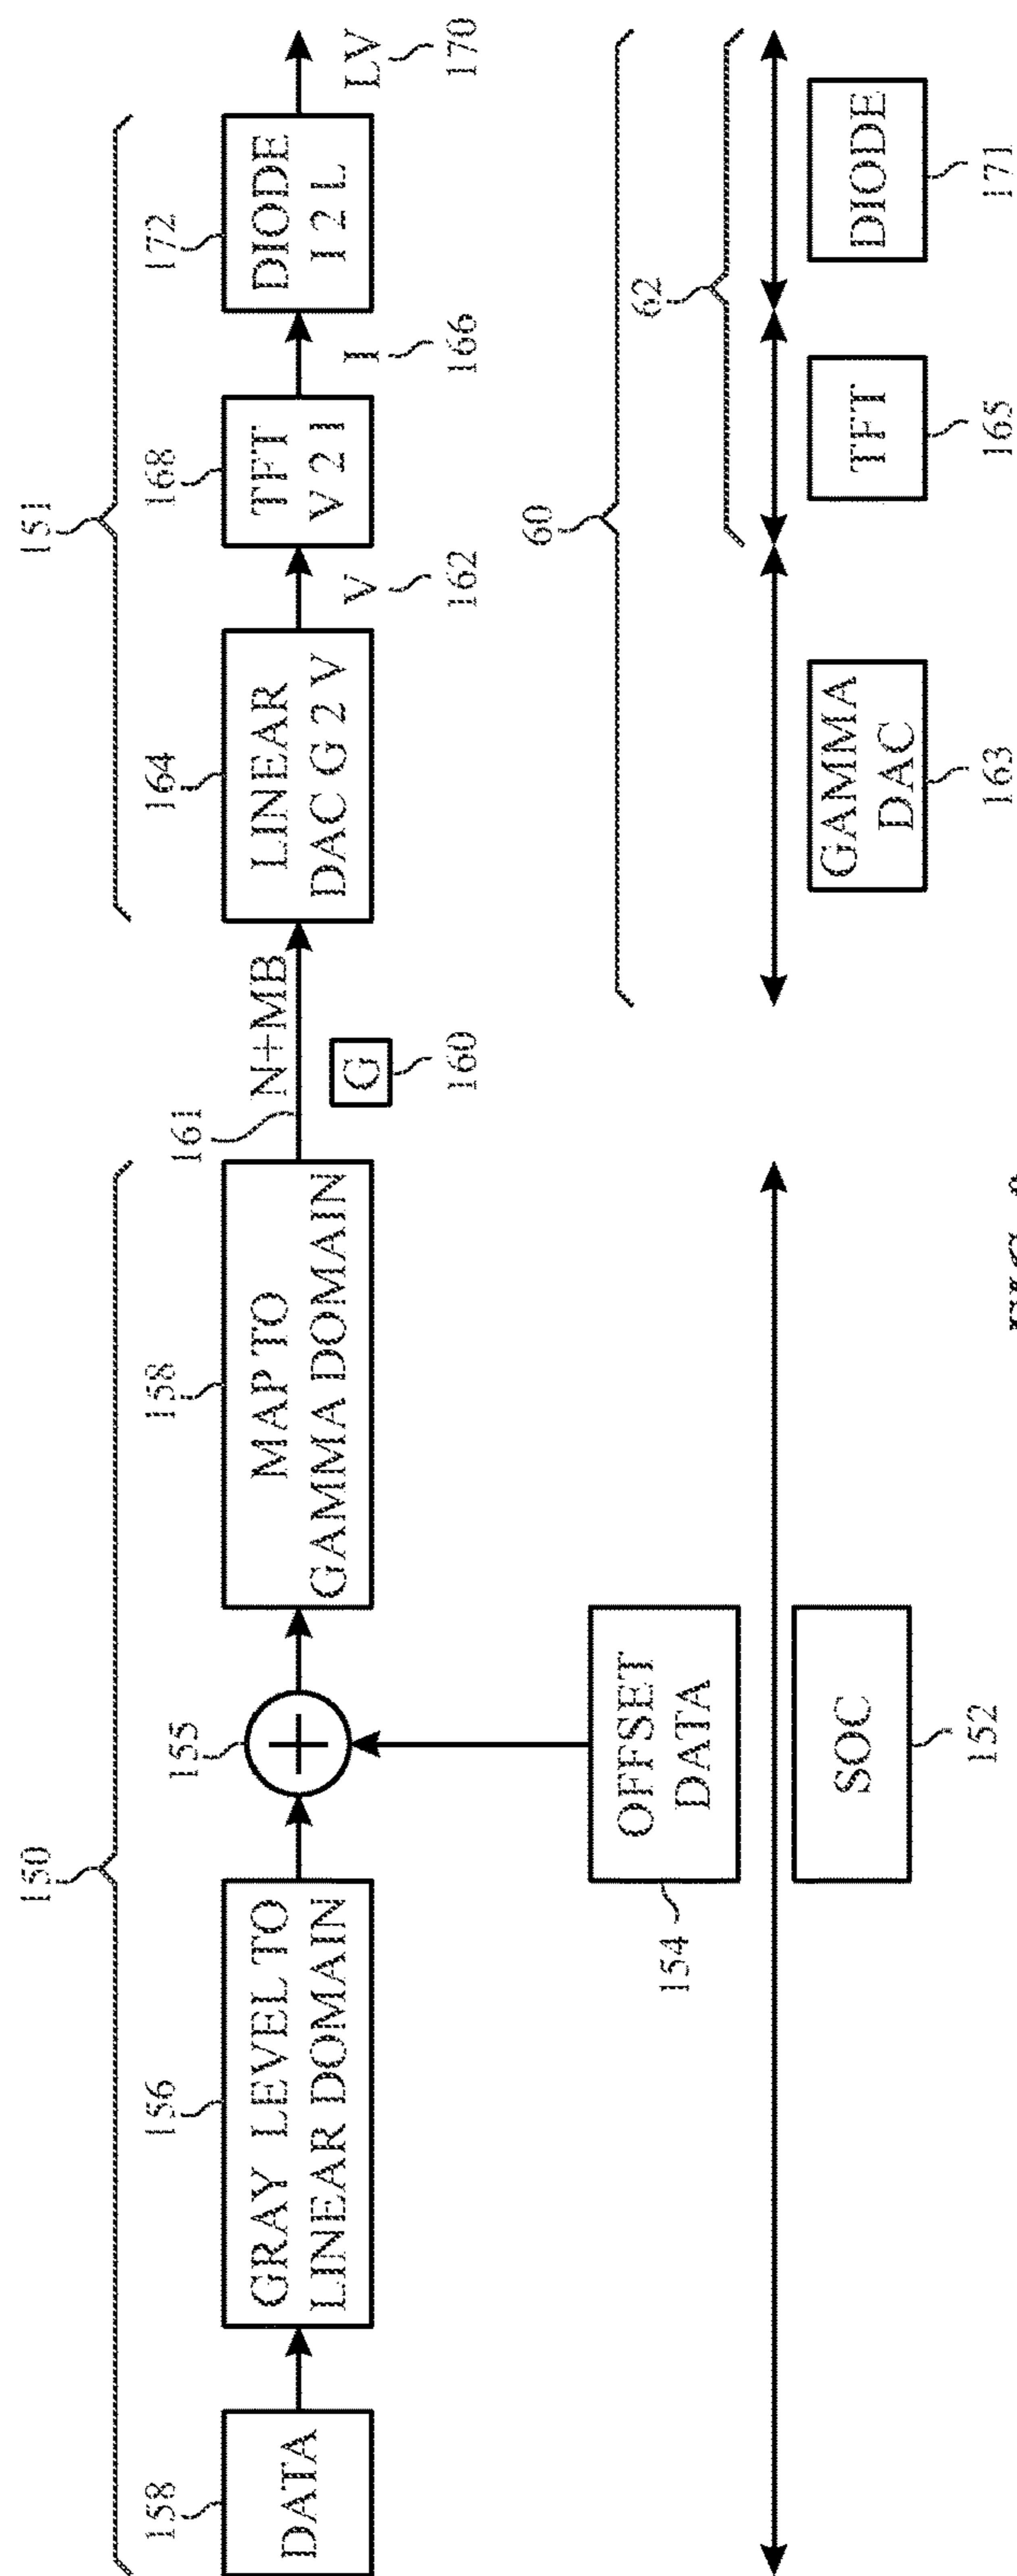 150
151
158
156
155
158
161
164
168
172
DATA
GRAY LEVEL TO
LINEAR DOMAIN
MAP TO
GAMMA DOMAIN
N+MB
G
160
LINEAR
DAC G 2 V
V
162
TFT
V 2 I
I
166
DIODE
I 2 L
LV
170
154
OFFSET
DATA
60
62
SOC
152
GAMMA
DAC
163
TFT
165
DIODE
171